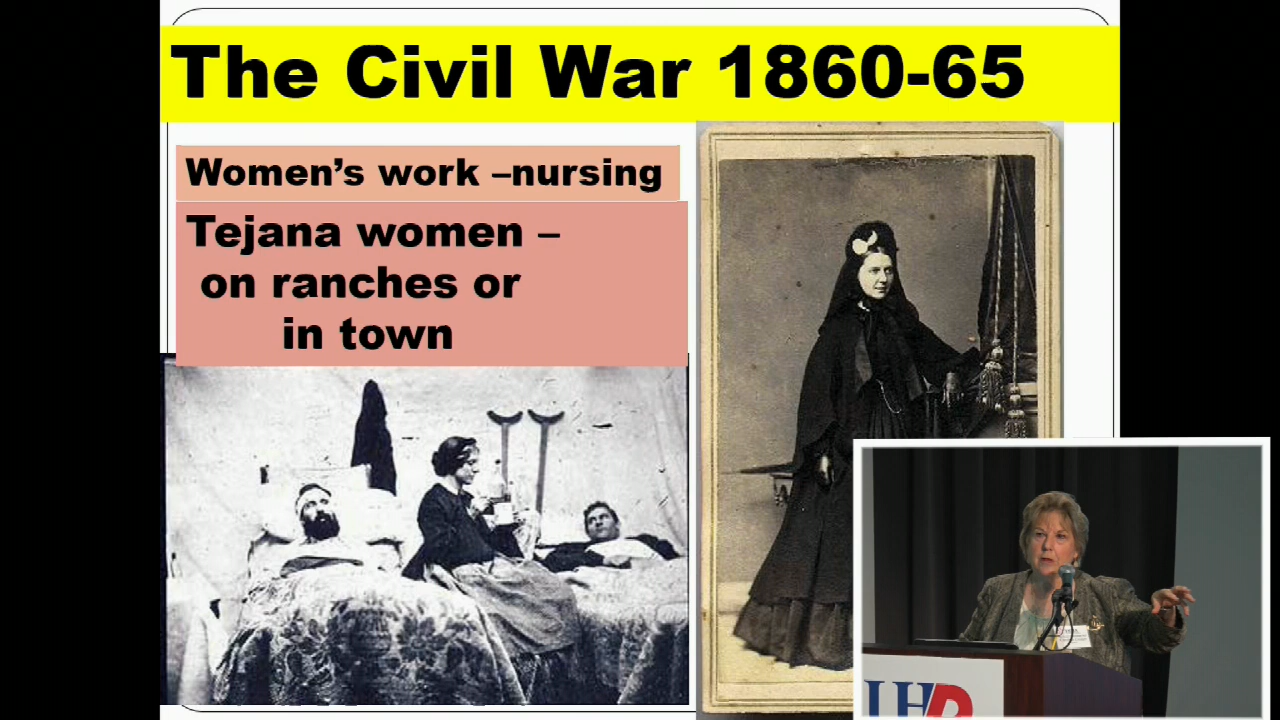 The Civil War 1860-65
Women's work –nursing
Tejana women –
on ranches or
in town